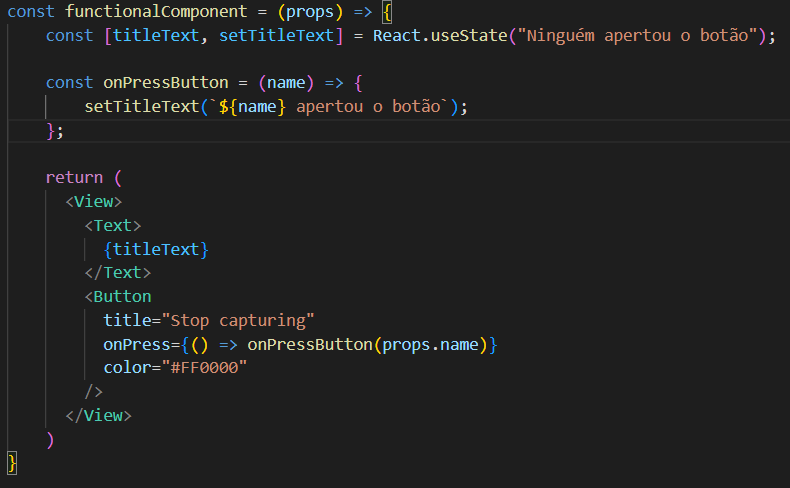 const functionalComponent = (props) => {
    const [titleText, setTitleText] = React.useState("Ninguém apertou o botão");

    const onPressButton = (name) => {
        setTitleText(`${name} apertou o botão`);
    };

    return (
      <View>
        <Text>
          {titleText}
        </Text>
        <Button
          title="Stop capturing"
          onPress={() => onPressButton(props.name)}
          color="#FF0000"
        />
      </View>
    )
}